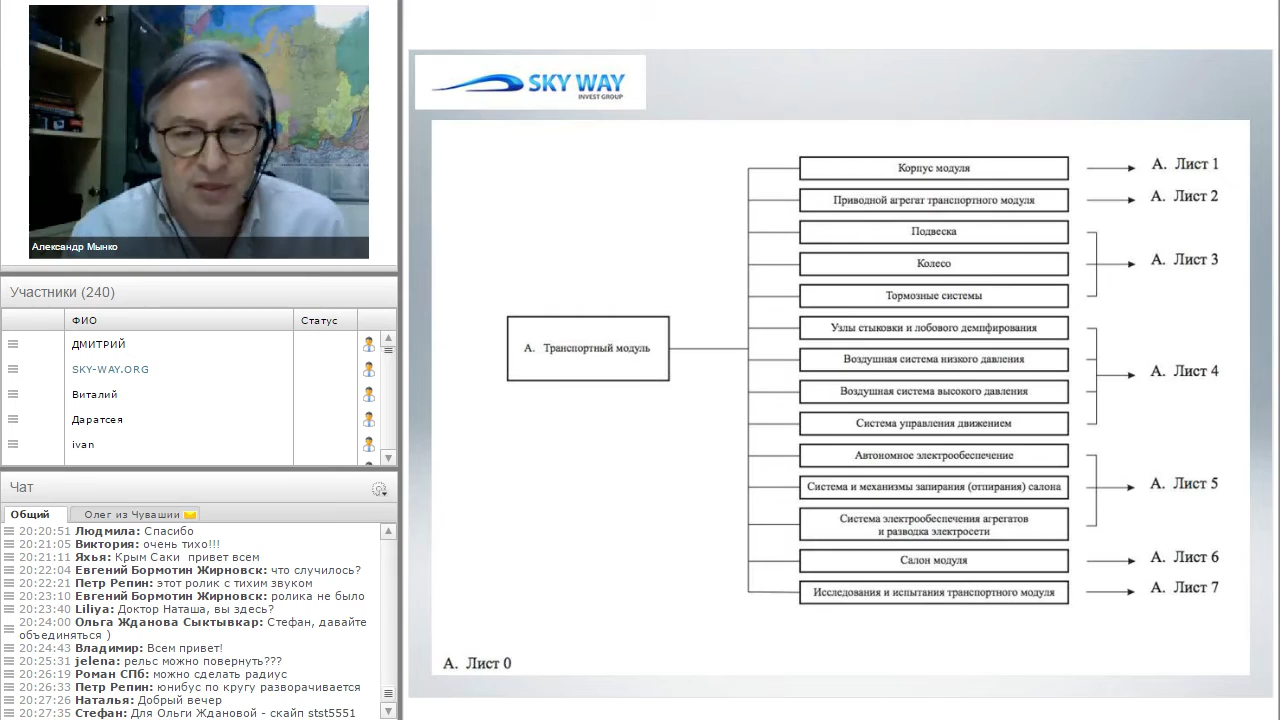 Александр Мынко
Участники (240)
ФИО
Статус
ДМИТРИЙ
SKY-WAY.ORG
Виталий
Даратсея
ivan
Чат
Общий
Олег из Чувашии
20:20:51 Людмила: Спасибо
20:21:05 Виктория: очень тихо!!!
20:21:11 Яхья: Крым Саки привет всем
20:22:04 Евгений Бормотин Жирновск: что случилось?
20:22:21 Петр Репин: этот ролик с тихим звуком
20:23:10 Евгений Бормотин Жирновск: ролика не было
20:23:40 Liliya: Доктор Наташа, вы здесь?
20:24:00 Ольга Жданова Сыктывкар: Стефан, давайте
объединяться )
20:24:43 Владимир: Всем привет!
20:25:31 jelena: рельс можно повернуть???
20:26:19 Роман СПб: можно сделать радиус
20:26:33 Петр Репин: юнибус по кругу разворачивается
20:27:26 Наталья: Добрый вечер
20:27:35 Стефан: Для Ольги Ждановой - скайп stst5551
SKY WAY
INVEST GROUP
А. Транспортный модуль
Корпус модуля
А. Лист 1
Приводной агрегат транспортного модуля
А. Лист 2
Подвеска
Колесо
А. Лист 3
Тормозные системы
Узлы стыковки и лобового демпфирования
Воздушная система низкого давления
А. Лист 4
Воздушная система высокого давления
Система управления движением
Автономное электрообеспечение
Система и механизмы запирания (отпирания) салона
А. Лист 5
Система электрообеспечения агрегатов
и разводка электросети
Салон модуля
А. Лист 6
Исследования и испытания транспортного модуля
А. Лист 7
А. Лист 0